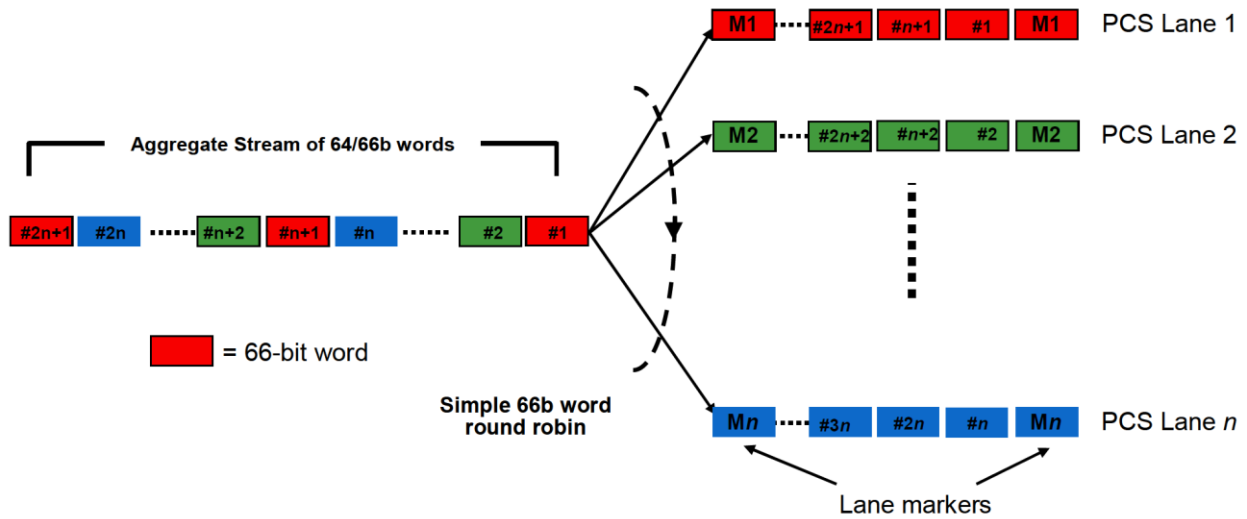 M1 #2n+1 #n+1 #1 M1 PCS Lane 1
Aggregate Stream of 64/66b words
M2 #2n+2 #n+2 #2 M2 PCS Lane 2
#2n+1 #2n #n+2 #n+1 #n #2 #1
= 66-bit word
Simple 66b word
round robin
Mn #3n #2n #n Mn PCS Lane n
Lane markers